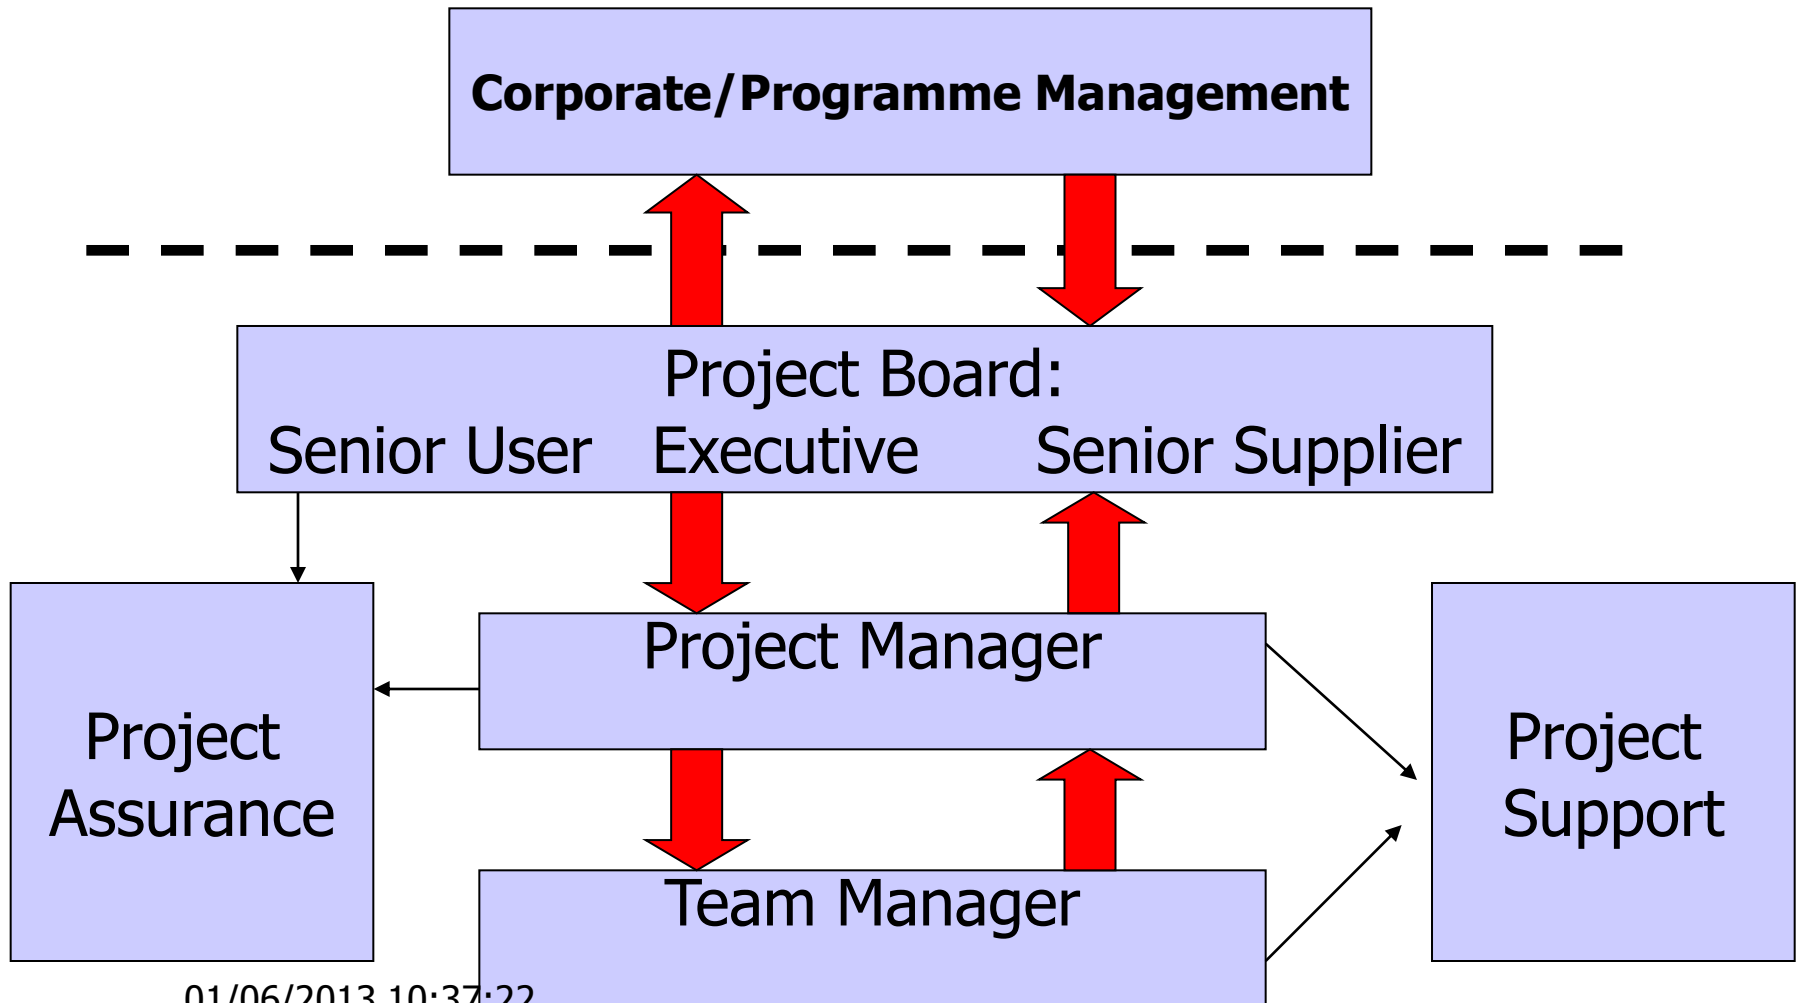 Corporate/Programme Management
Project Board:
Senior User Executive Senior Supplier
Project Manager
Project
Assurance
Project
Support
Team Manager
01/06/2013 10:37:22